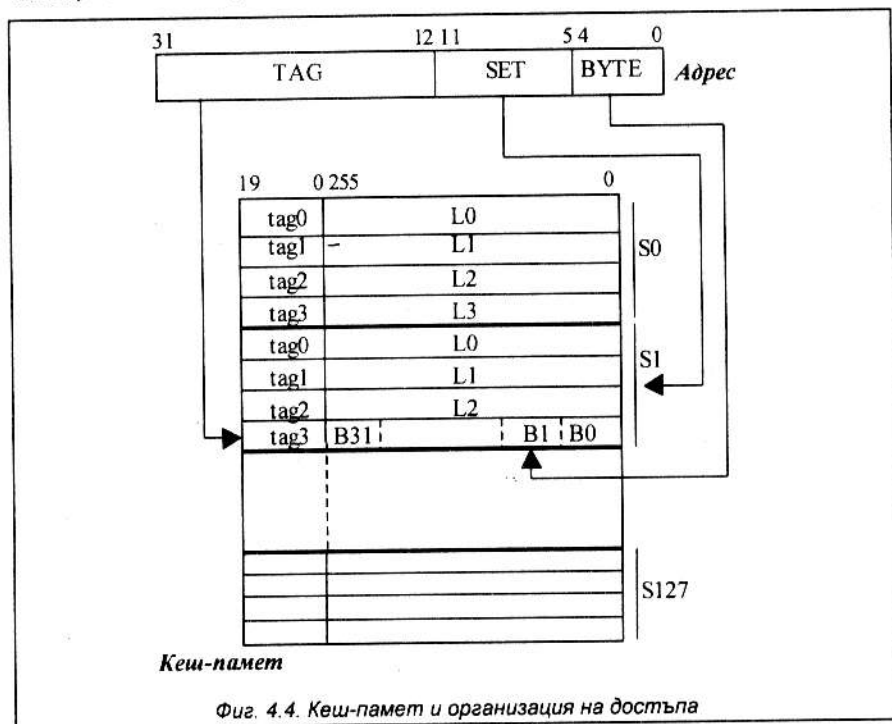 31 12 11 5 4 0
TAG SET BYTE Адрес
19 0 255 0
tag0 L0
tag1 L1
tag2 L2
tag3 L3
S0
tag0 L0
tag1 L1
tag2 L2
tag3 B31 B1 B0
S1
S127
Кеш-памет
Фиг. 4.4. Кеш-памет и организация на достъпа